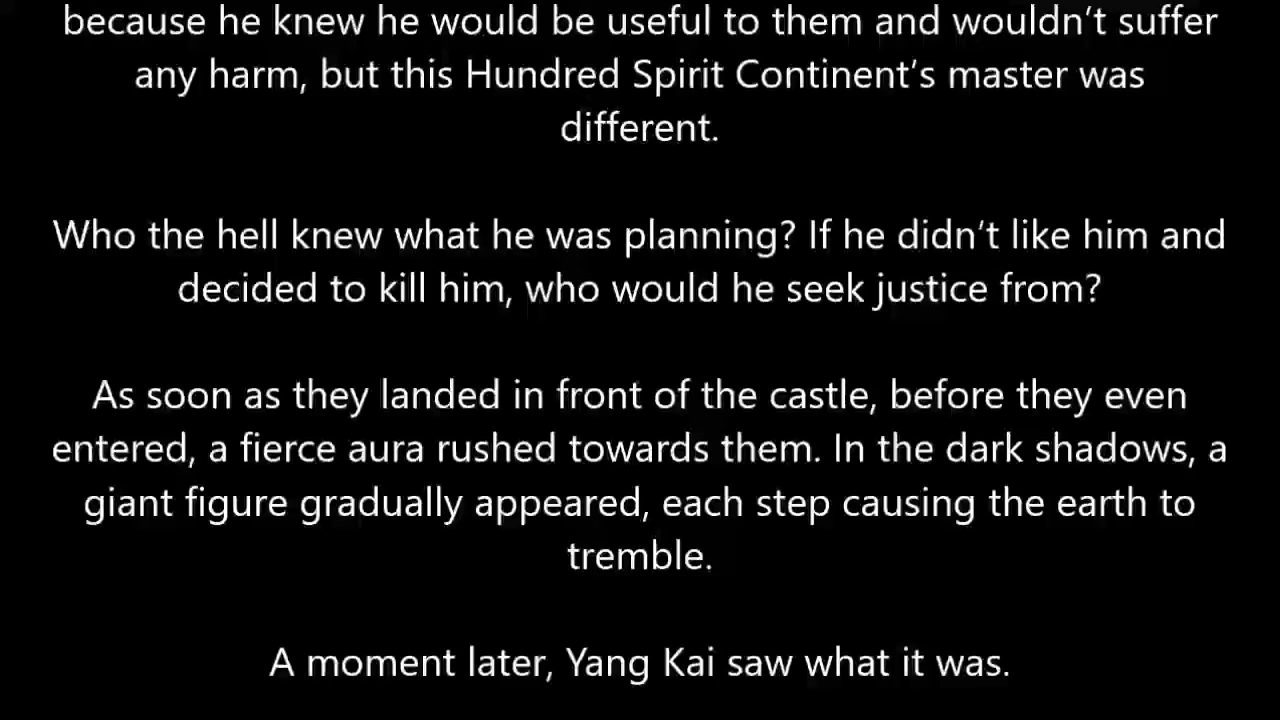 because he knew he would be useful to them and wouldn’t suffer
any harm, but this Hundred Spirit Continent’s master was
different.
Who the hell knew what he was planning? If he didn’t like him and
decided to kill him, who would he seek justice from?
As soon as they landed in front of the castle, before they even
entered, a fierce aura rushed towards them. In the dark shadows, a
giant figure gradually appeared, each step causing the earth to
tremble.
A moment later, Yang Kai saw what it was.